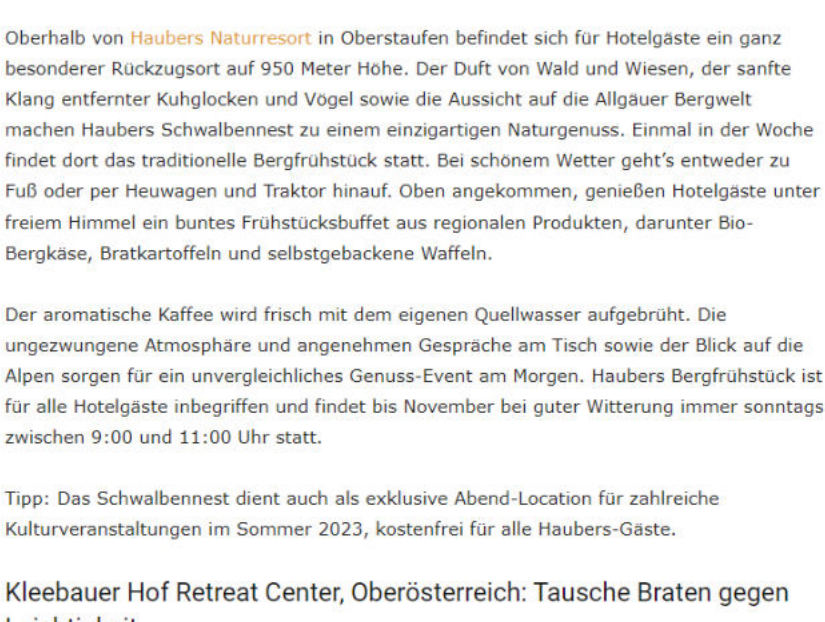 Oberhalb von Haubers Naturresort in Oberstaufen befindet sich für Hotelgäste ein ganz
besonderer Rückzugsort auf 950 Meter Höhe. Der Duft von Wald und Wiesen, der sanfte
Klang entfernter Kuhglocken und Vögel sowie die Aussicht auf die Allgäuer Bergwelt
machen Haubers Schwalbennest zu einem einzigartigen Naturgenuss. Einmal in der Woche
findet dort das traditionelle Bergfrühstück statt. Bei schönem Wetter geht’s entweder zu
Fuß oder per Heuwagen und Traktor hinauf. Oben angekommen, genießen Hotelgäste unter
freiem Himmel ein buntes Frühstücksbuffet aus regionalen Produkten, darunter Bio-
Bergkäse, Bratkartoffeln und selbstgebackene Waffeln.
Der aromatische Kaffee wird frisch mit dem eigenen Quellwasser aufgebrüht. Die
ungezwungene Atmosphäre und angenehmen Gespräche am Tisch sowie der Blick auf die
Alpen sorgen für ein unvergleichliches Genuss-Event am Morgen. Haubers Bergfrühstück ist
für alle Hotelgäste inbegriffen und findet bis November bei guter Witterung immer sonntags
zwischen 9:00 und 11:00 Uhr statt.
Tipp: Das Schwalbennest dient auch als exklusive Abend-Location für zahlreiche
Kulturveranstaltungen im Sommer 2023, kostenfrei für alle Haubers-Gäste.
Kleebauer Hof Retreat Center, Oberösterreich: Tausche Braten gegen